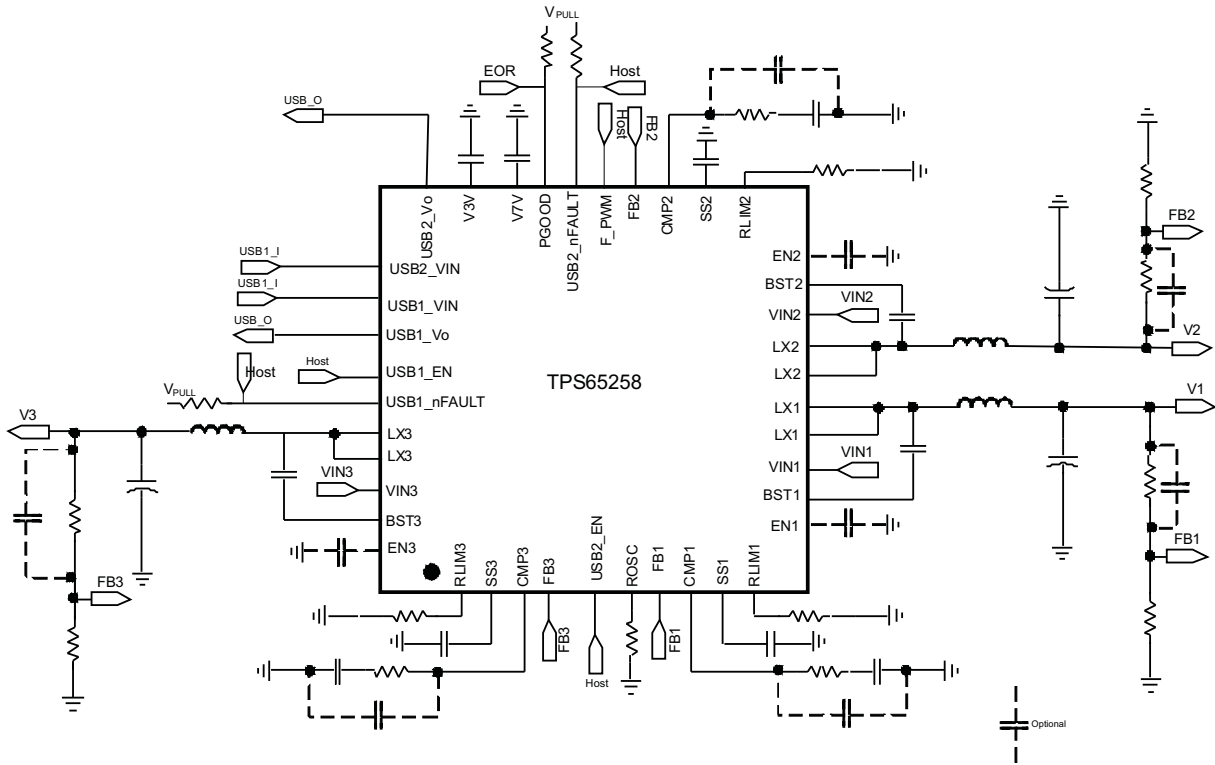 VPULL
EOR
Host
USB_O
Host
FB2
USB2_Vo
V3V
V7V
PGOOD
USB2_nFAULT
F_PWM
FB2
CMP2
SS2
RLIM2
FB2
USB1_I
USB2_VIN
EN2
USB1_I
USB1_VIN
BST2
USB_O
USB1_Vo
VIN2
VIN2
V2
LX2
Host
USB1_EN
LX2
TPS65258
VPULL
Host
USB1_nFAULT
V3
LX3
LX1
V1
LX3
LX1
VIN3
VIN3
VIN1
VIN1
BST3
BST1
EN3
EN1
FB1
FB3
RLIM3
SS3
CMP3
FB3
USB2_EN
ROSC
FB1
CMP1
SS1
RLIM1
FB3
Host
FB1
Optional